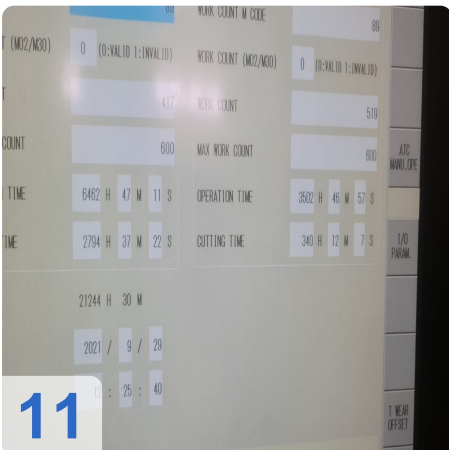 89 WORK COUNT M CODE 89
T (M02/M30) 0 (0:VALID 1:INVALID) WORK COUNT (M02/M30) 0 (0:VALID 1:INVALID)
T 417 WORK COUNT 519
COUNT 600 MAX WORK COUNT 600
TIME 6462 H 47 M 11 S OPERATION TIME 3502 H 46 M 57 S
TIME 2794 H 37 M 22 S CUTTING TIME 340 H 12 M 7 S
21244 H 30 M
2021 / 9 / 29
: 25 : 40
ATC
MANU.OPE
I/O
PARAM.
T.WEAR
OFFSET
11